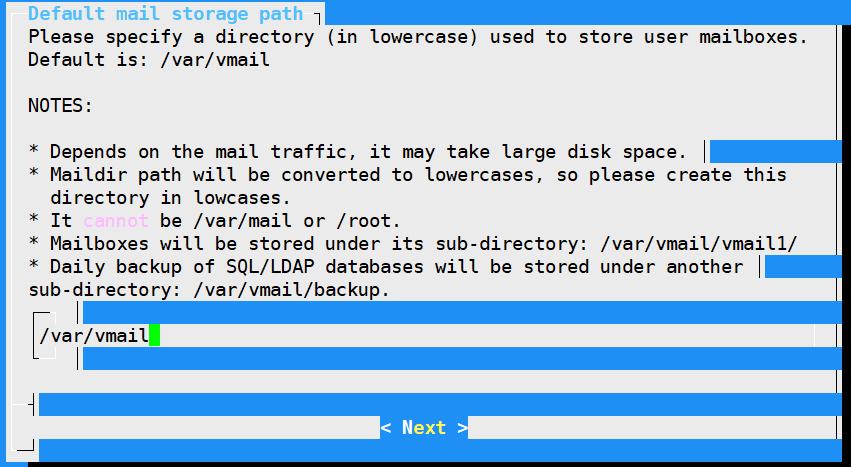 Default mail storage path
Please specify a directory (in lowercase) used to store user mailboxes.
Default is: /var/vmail
NOTES:
* Depends on the mail traffic, it may take large disk space.
* Maildir path will be converted to lowercases, so please create this
directory in lowcases.
* It cannot be /var/mail or /root.
* Mailboxes will be stored under its sub-directory: /var/vmail/vmail1/
* Daily backup of SQL/LDAP databases will be stored under another
sub-directory: /var/vmail/backup.
/var/vmail
< Next >